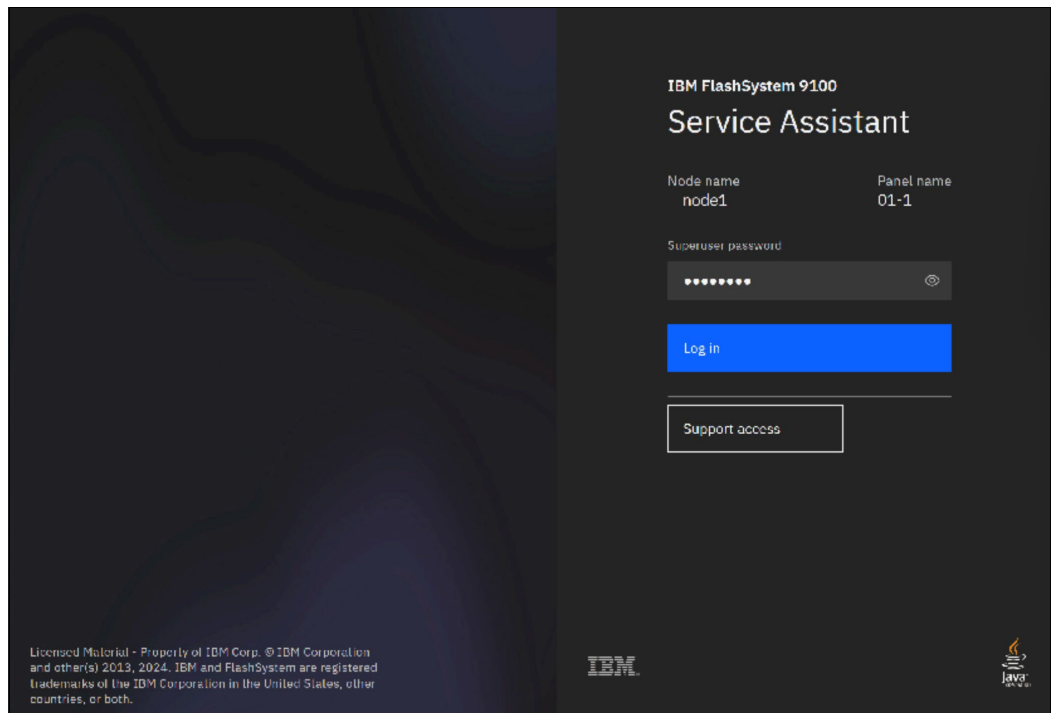 IBM FlashSystem 9100
Service Assistant
Node name
node1
Panel name
01-1
Superuser password
Log in
Support access
Licensed Material - Property of IBM Corp. © IBM Corporation
and other(s) 2013, 2024. IBM and FlashSystem are registered
trademarks of the IBM Corporation in the United States, other
countries, or both.
IBM.
Java